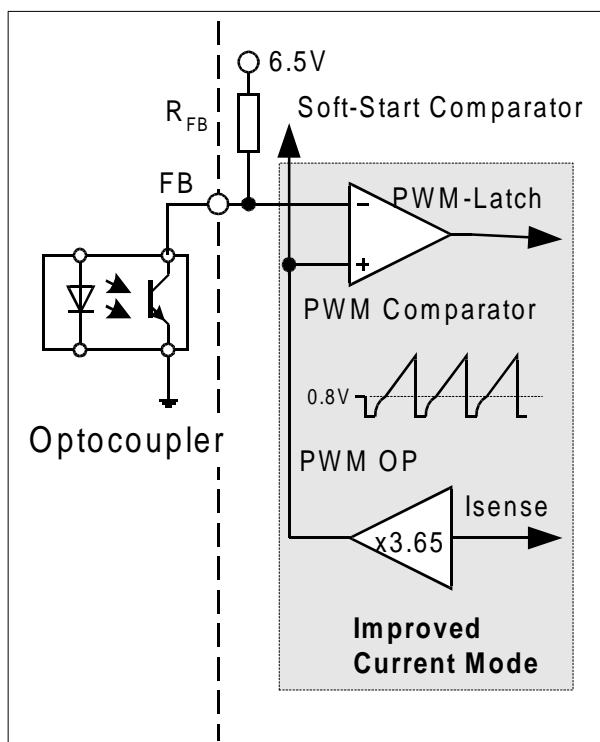 6.5V
R_FB
Soft-Start Comparator
FB
PWM-Latch
PWM Comparator
0.8V
Optocoupler
PWM OP
Isense
x3.65
Improved
Current Mode